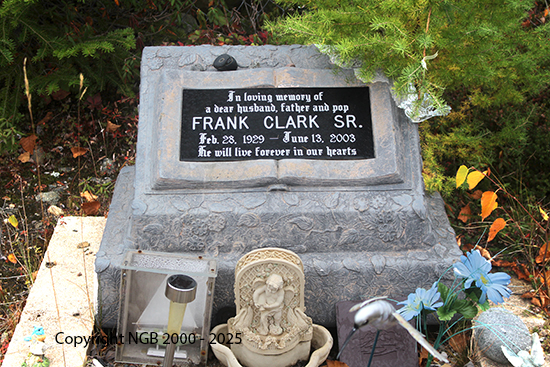 In loving memory of
a dear husband, father and pop
FRANK CLARK SR.
Feb. 28, 1929 — June 13, 2003
He will live forever in our hearts
Copyright NGB 2000 - 2025